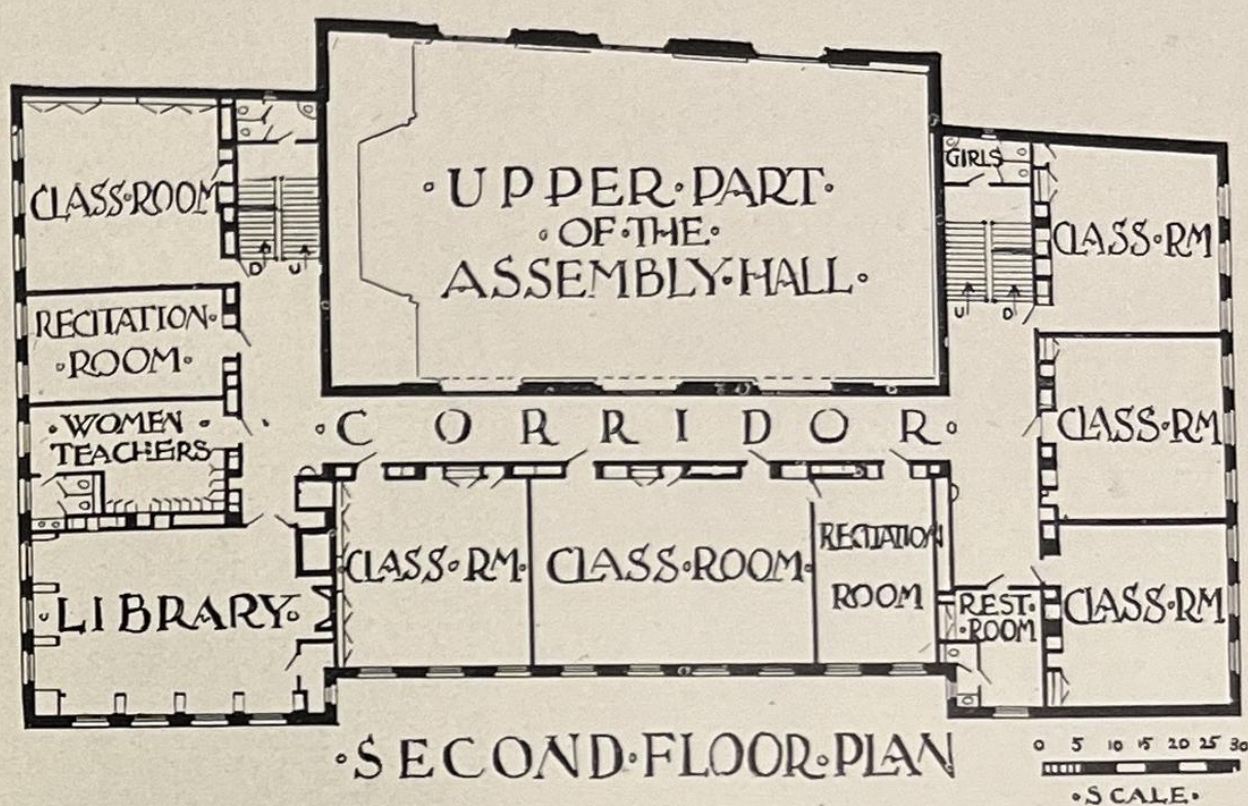 CLASS·ROOM
·UPPER·PART·
·OF·THE·
ASSEMBLY·HALL·
GIRLS
CLASS·RM
D U
U D
RECITATION·
·ROOM·
·WOMEN·
TEACHERS
·CORRIDOR·
CLASS·RM
·LIBRARY·
CLASS·RM·
CLASS·ROOM·
RECITATION
ROOM
REST·
·ROOM
CLASS·RM
·SECOND·FLOOR·PLAN
0 5 10 15 20 25 30
·SCALE·